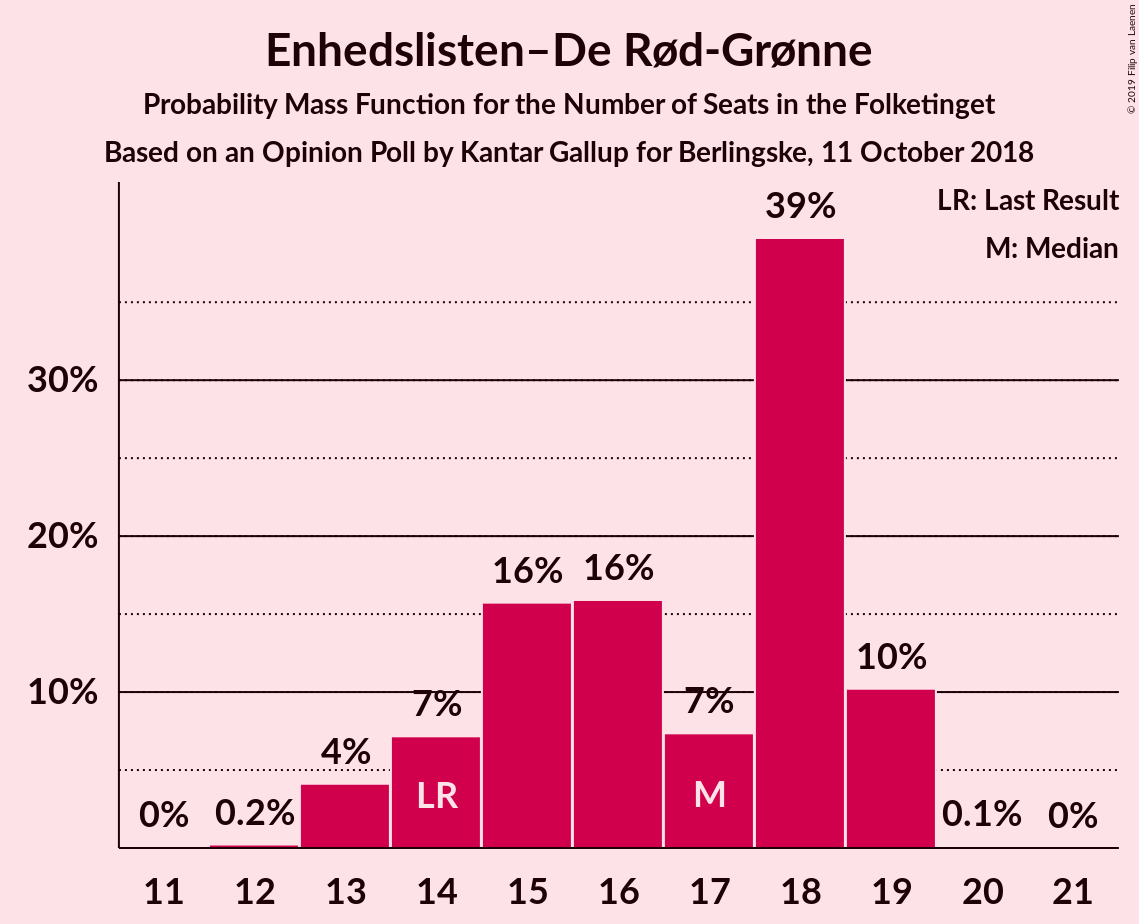 Enhedslisten–De Rød-Grønne
Probability Mass Function for the Number of Seats in the Folketinget
Based on an Opinion Poll by Kantar Gallup for Berlingske, 11 October 2018
© 2019 Filip van Laenen
LR: Last Result
M: Median
39%
30%
20%
16% 16%
10%
10%
7% 7%
4%
LR M
0% 0.2% 0.1% 0%
11 12 13 14 15 16 17 18 19 20 21